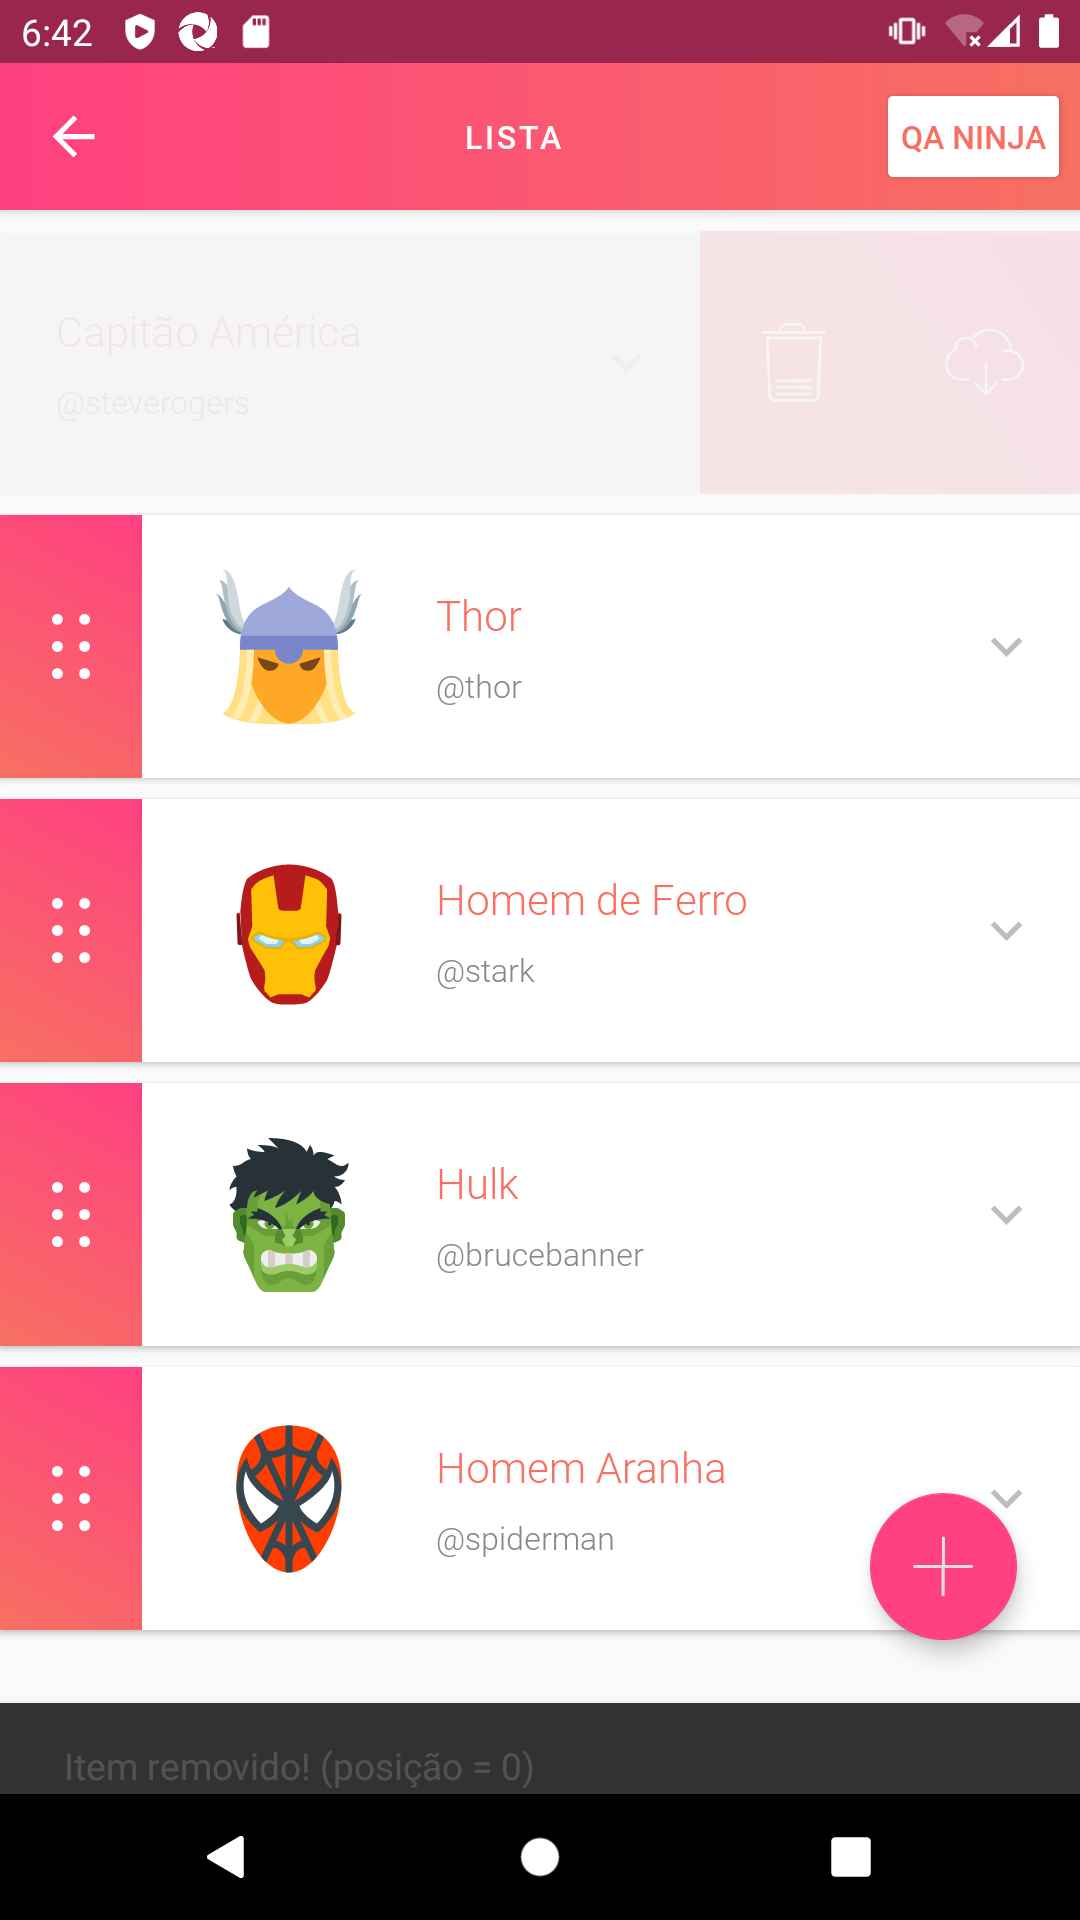 6:42
LISTA
QA NINJA
Capitão América
@steverogers
Thor
@thor
Homem de Ferro
@stark
Hulk
@brucebanner
Homem Aranha
@spiderman
Item removido! (posição = 0)